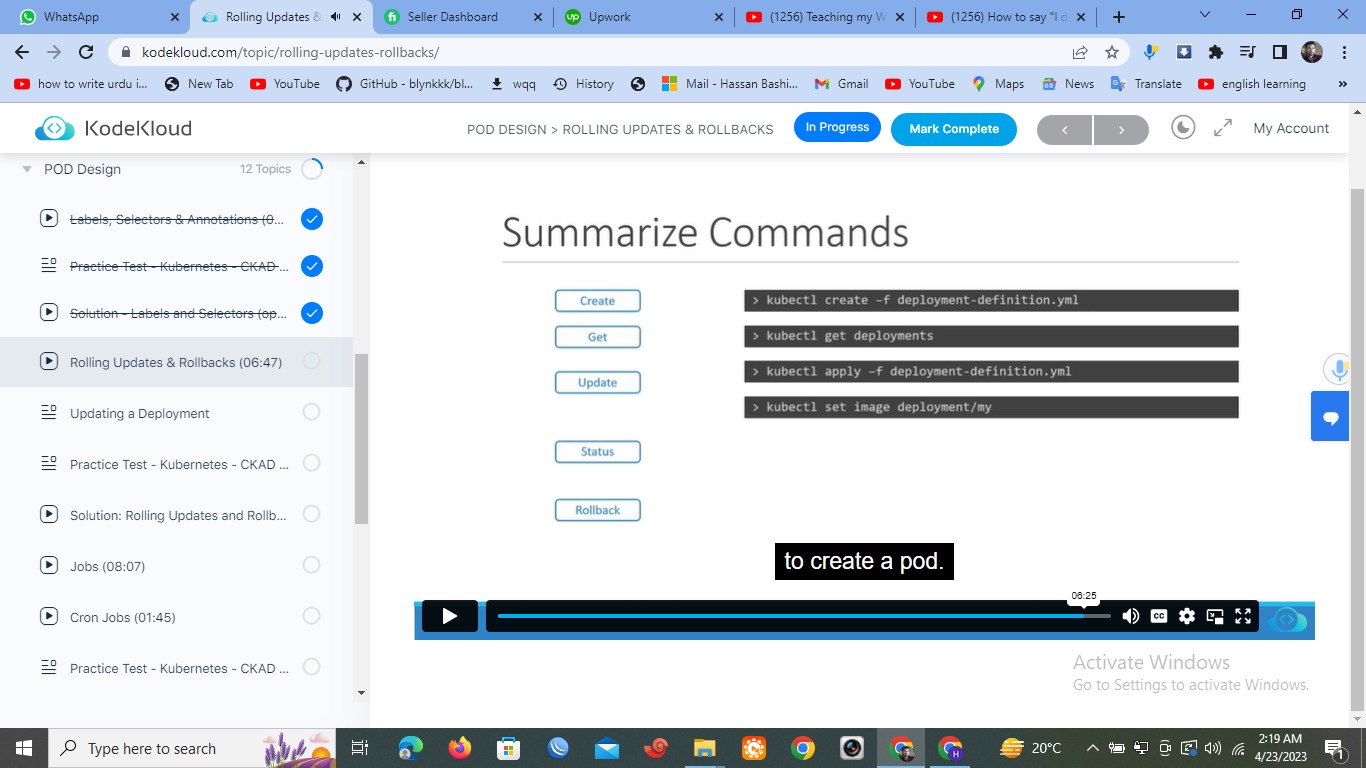 WhatsApp
Rolling Updates &
Seller Dashboard
Upwork
(1256) Teaching my W
(1256) How to say "I d
kodekloud.com/topic/rolling-updates-rollbacks/
how to write urdu i...
New Tab
YouTube
GitHub - blynkkk/bl...
wqq
History
Mail - Hassan Bashi...
Gmail
YouTube
Maps
News
Translate
english learning
»
KodeKloud
POD DESIGN > ROLLING UPDATES & ROLLBACKS
In Progress
Mark Complete
My Account
POD Design
12 Topics
Labels, Selectors & Annotations (0...
Practice Test - Kubernetes - CKAD ...
Solution - Labels and Selectors (op...
Rolling Updates & Rollbacks (06:47)
Updating a Deployment
Practice Test - Kubernetes - CKAD ...
Solution: Rolling Updates and Rollb...
Jobs (08:07)
Cron Jobs (01:45)
Practice Test - Kubernetes - CKAD ...
Summarize Commands
Create
> kubectl create –f deployment-definition.yml
Get
> kubectl get deployments
Update
> kubectl apply –f deployment-definition.yml
> kubectl set image deployment/my
Status
Rollback
to create a pod.
06:25
CC
Activate Windows
Go to Settings to activate Windows.
Type here to search
H
20°C
2:19 AM
4/23/2023
1